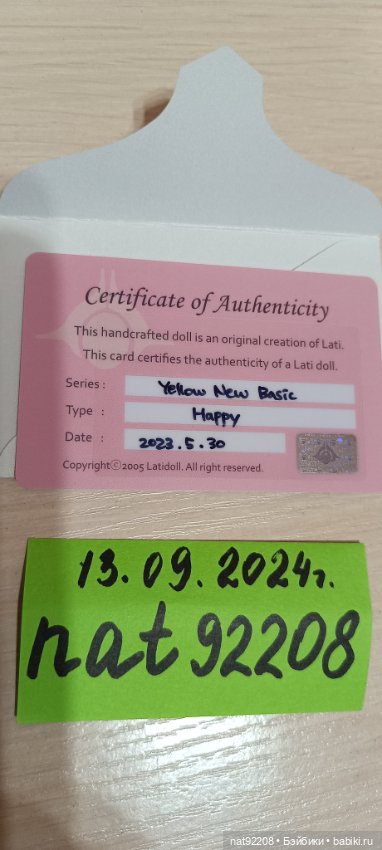 Certificate of Authenticity
This handcrafted doll is an original creation of Lati.
This card certifies the authenticity of a Lati doll.
Series : Yellow New Basic
Type : Happy
Date : 2023.5.30
Copyrightⓒ2005 Latidoll. All right reserved.
13.09.2024г.
nat92208
nat92208 • Бэйбики • babiki.ru